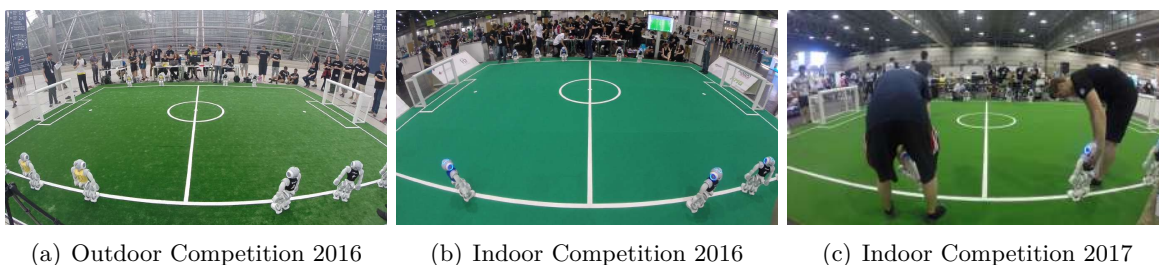 (a) Outdoor Competition 2016
(b) Indoor Competition 2016
(c) Indoor Competition 2017